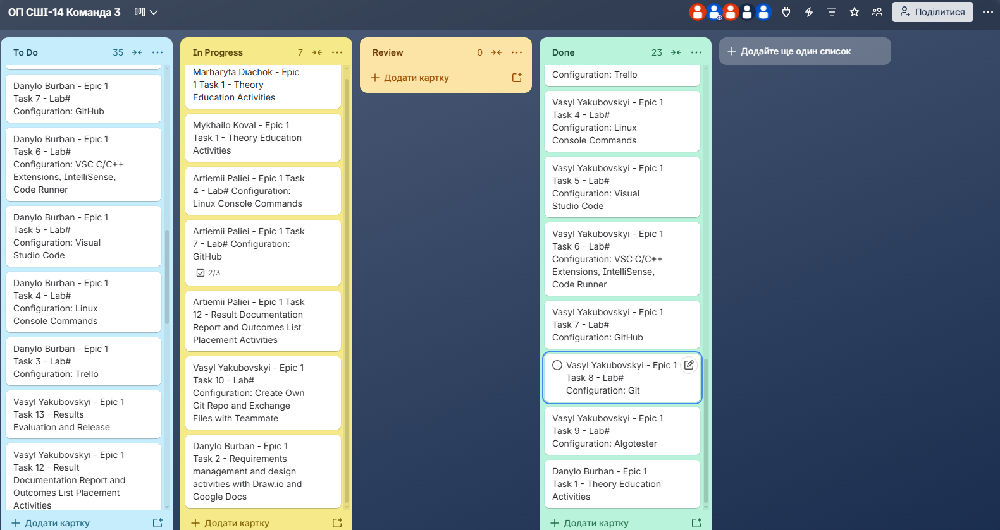 ОП СШІ-14 Команда 3
Поділитися
To Do 35
Danylo Burban - Epic 1
Task 7 - Lab#
Configuration: GitHub
Danylo Burban - Epic 1
Task 6 - Lab#
Configuration: VSC C/C++
Extensions, IntelliSense,
Code Runner
Danylo Burban - Epic 1
Task 5 - Lab#
Configuration: Visual
Studio Code
Danylo Burban - Epic 1
Task 4 - Lab#
Configuration: Linux
Console Commands
Danylo Burban - Epic 1
Task 3 - Lab#
Configuration: Trello
Vasyl Yakubovskyi - Epic 1
Task 13 - Results
Evaluation and Release
Vasyl Yakubovskyi - Epic 1
Task 12 - Result
Documentation Report and
Outcomes List Placement
Activities
+ Додати картку
In Progress 7
Marharyta Diachok - Epic
1 Task 1 - Theory
Education Activities
Mykhailo Koval - Epic 1
Task 1 - Theory Education
Activities
Artiemii Paliei - Epic 1 Task
4 - Lab# Configuration:
Linux Console Commands
Artiemii Paliei - Epic 1 Task
7 - Lab# Configuration:
GitHub
2/3
Artiemii Paliei - Epic 1 Task
12 - Result Documentation
Report and Outcomes List
Placement Activities
Vasyl Yakubovskyi - Epic 1
Task 10 - Lab#
Configuration: Create Own
Git Repo and Exchange
Files with Teammate
Danylo Burban - Epic 1
Task 2 - Requirements
management and design
activities with Draw.io and
Google Docs
+ Додати картку
Review 0
+ Додати картку
Done 23
Configuration: Trello
Vasyl Yakubovskyi - Epic 1
Task 4 - Lab#
Configuration: Linux
Console Commands
Vasyl Yakubovskyi - Epic 1
Task 5 - Lab#
Configuration: Visual
Studio Code
Vasyl Yakubovskyi - Epic 1
Task 6 - Lab#
Configuration: VSC C/C++
Extensions, IntelliSense,
Code Runner
Vasyl Yakubovskyi - Epic 1
Task 7 - Lab#
Configuration: GitHub
Vasyl Yakubovskyi - Epic 1
Task 8 - Lab#
Configuration: Git
Vasyl Yakubovskyi - Epic 1
Task 9 - Lab#
Configuration: Algotester
Danylo Burban - Epic 1
Task 1 - Theory Education
Activities
+ Додати картку
+ Додайте ще один список